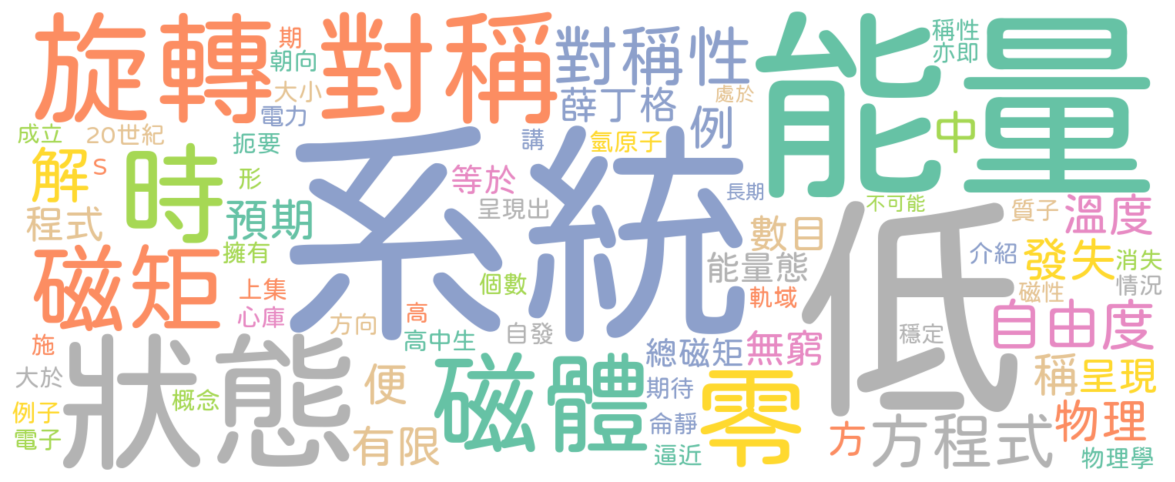 旋轉
期
朝向
對稱
對稱性
能量
稱性
亦即
大小
電力
薛丁格
處於
成立
20世紀
扼要
講
氫原子
例
中
解
s
時
形
等於
系統
長期
不可能
質子
溫度
程式
預期
呈現出
低
數目
擁有
介紹
發失
消失
磁矩
能量態
情況
上集
個數
軌域
磁性
心庫
方向
高
自由度
高中生
自發
穩定
施
狀態
總磁矩
無窮
大於
便
磁體
期待
零
稱
呈現
概念
例子
侖靜
電子
有限
逼近
方
方程式
物理
物理學